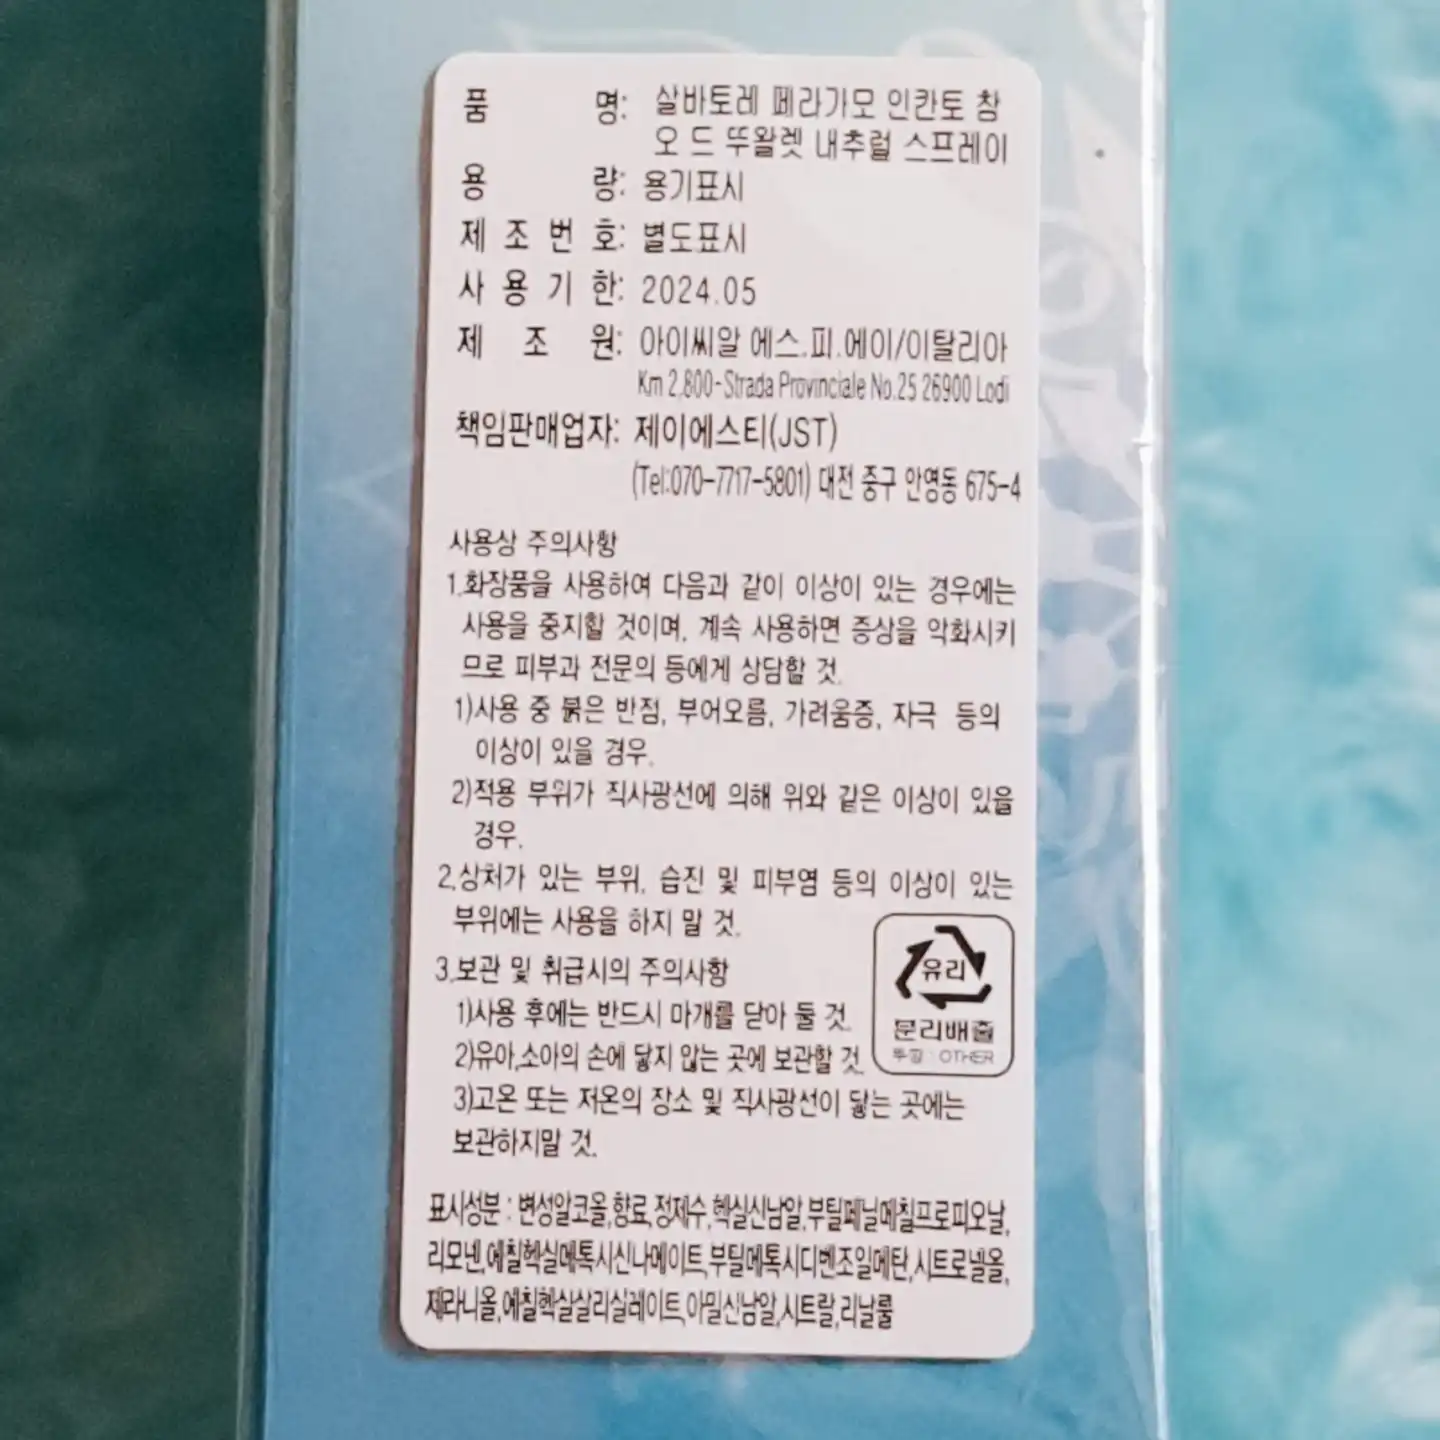 품 명: 살바토레 페라가모 인칸토 참
오 드 뚜왈렛 내추럴 스프레이
용 량: 용기표시
제 조 번 호: 별도표시
사 용 기 한: 2024.05
제 조 원: 아이씨알 에스.피.에이/이탈리아
Km 2,800-Strada Provinciale No.25 26900 Lodi
책임판매업자: 제이에스티(JST)
(Tel:070-7717-5801) 대전 중구 안영동 675-4
사용상 주의사항
1.화장품을 사용하여 다음과 같이 이상이 있는 경우에는
사용을 중지할 것이며, 계속 사용하면 증상을 악화시키
므로 피부과 전문의 등에게 상담할 것.
1)사용 중 붉은 반점, 부어오름, 가려움증, 자극 등의
이상이 있을 경우.
2)적용 부위가 직사광선에 의해 위와 같은 이상이 있을
경우.
2.상처가 있는 부위, 습진 및 피부염 등의 이상이 있는
부위에는 사용을 하지 말 것.
3.보관 및 취급시의 주의사항
1)사용 후에는 반드시 마개를 닫아 둘 것.
2)유아,소아의 손에 닿지 않는 곳에 보관할 것.
3)고온 또는 저온의 장소 및 직사광선이 닿는 곳에는
보관하지말 것.
유리
분리배출
뚜껑 : OTHER
표시성분 : 변성알코올,향료,정제수,헥실신남알,부틸페닐메칠프로피오날,
리모넨,에칠헥실메톡시신나메이트,부틸메톡시디벤조일메탄,시트로넬올,
제라니올,에칠헥실살리실레이트,아밀신남알,시트랄,리날룰